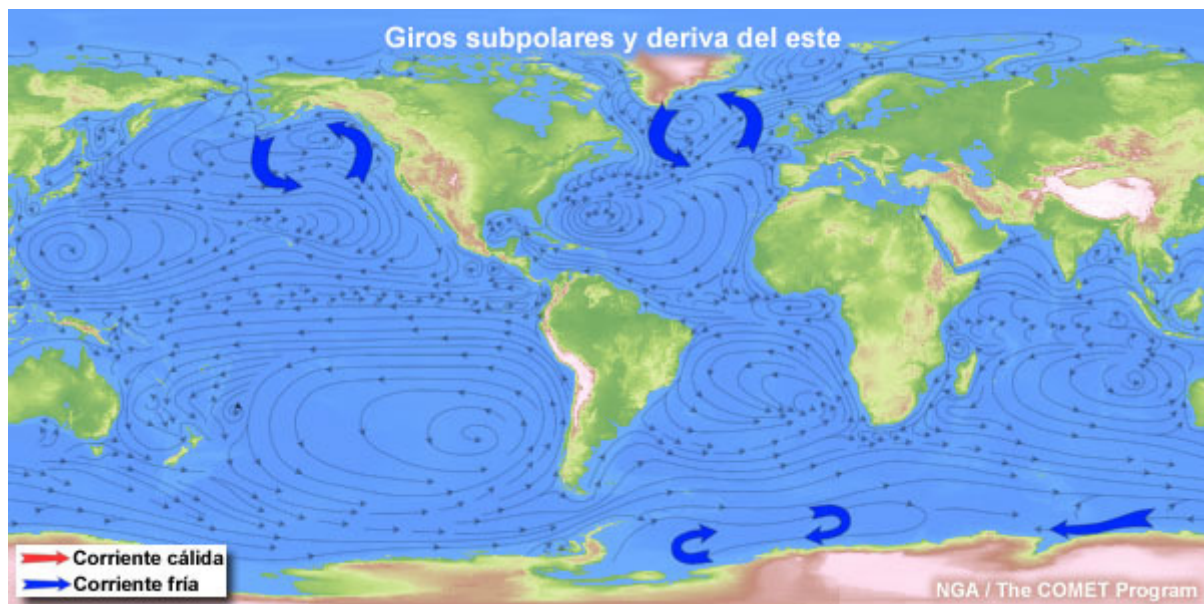 Giros subpolares y deriva del este
Corriente cálida
Corriente fría
NGA / The COMET Program